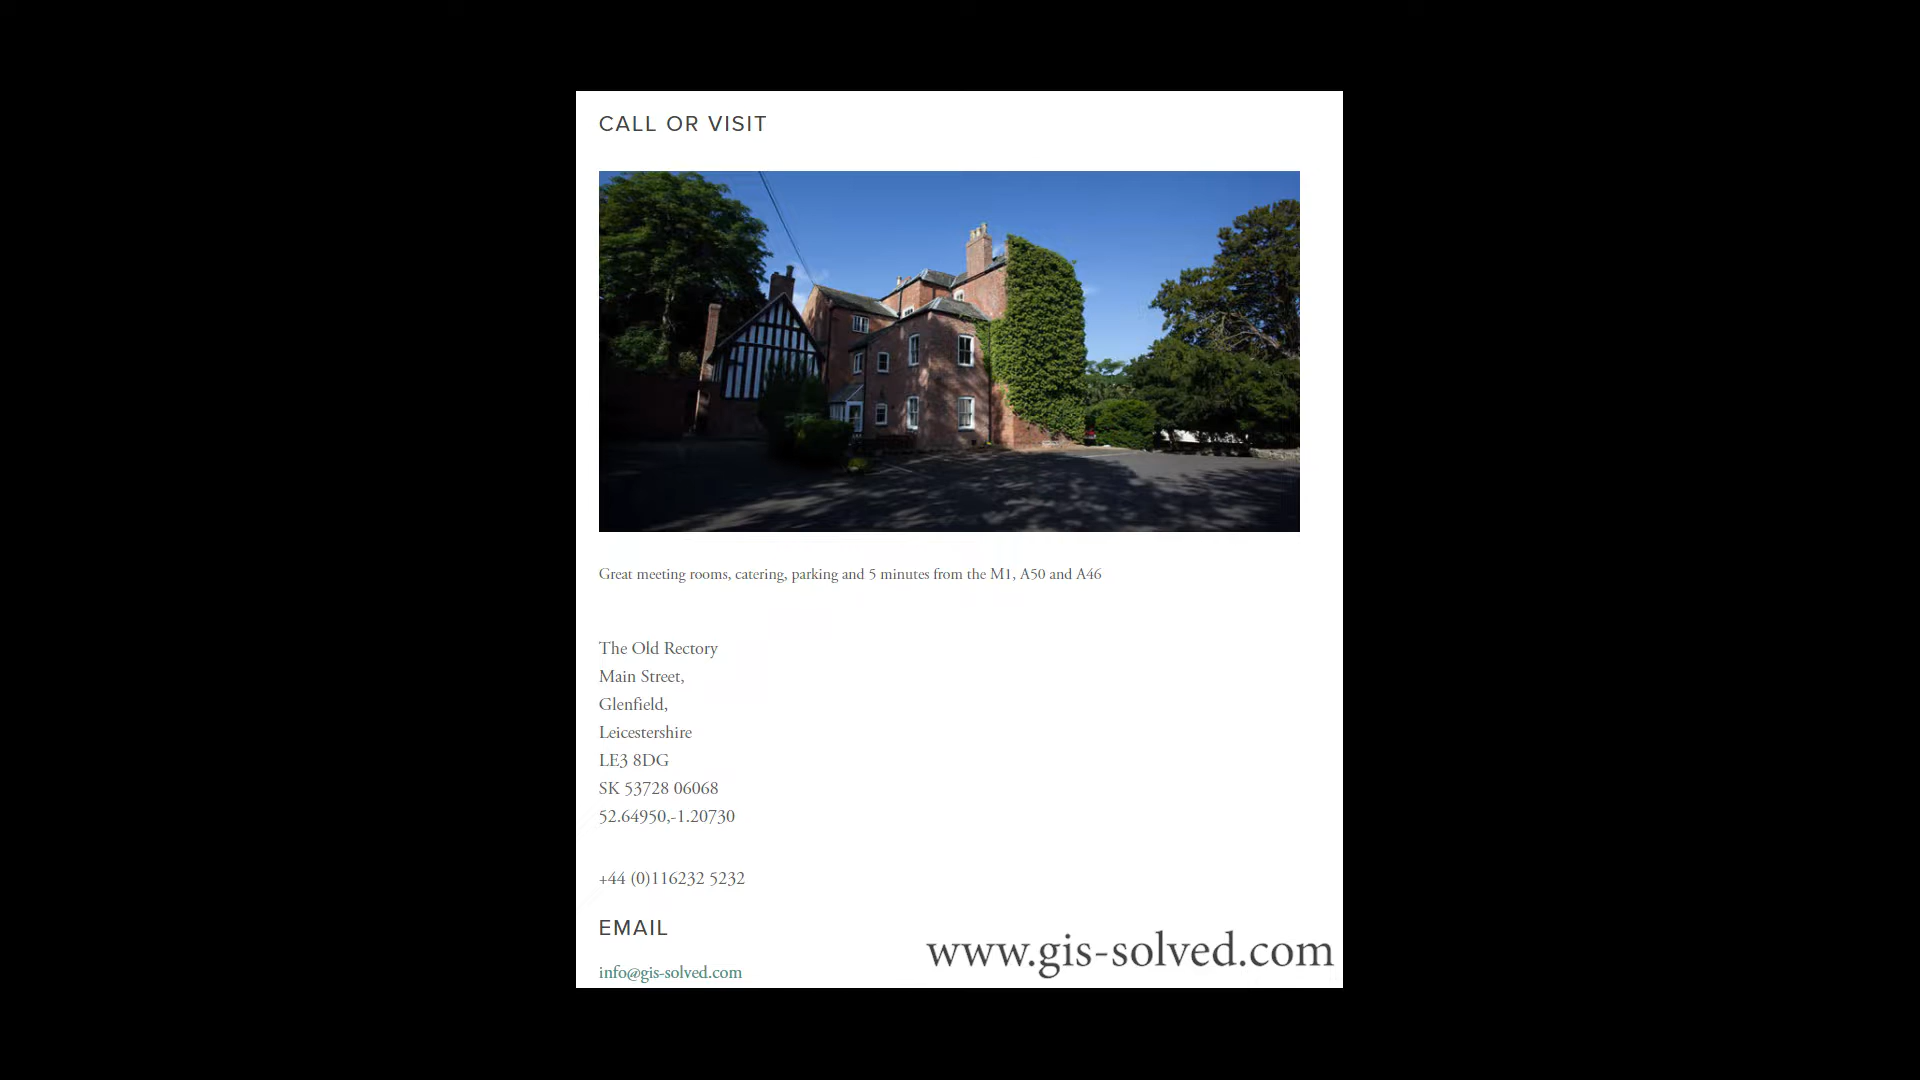 CALL OR VISIT
Great meeting rooms, catering, parking and 5 minutes from the M1, A50 and A46
The Old Rectory
Main Street,
Glenfield,
Leicestershire
LE3 8DG
SK 53728 06068
52.64950,-1.20730
+44 (0)116232 5232
EMAIL
www.gis-solved.com
info@gis-solved.com